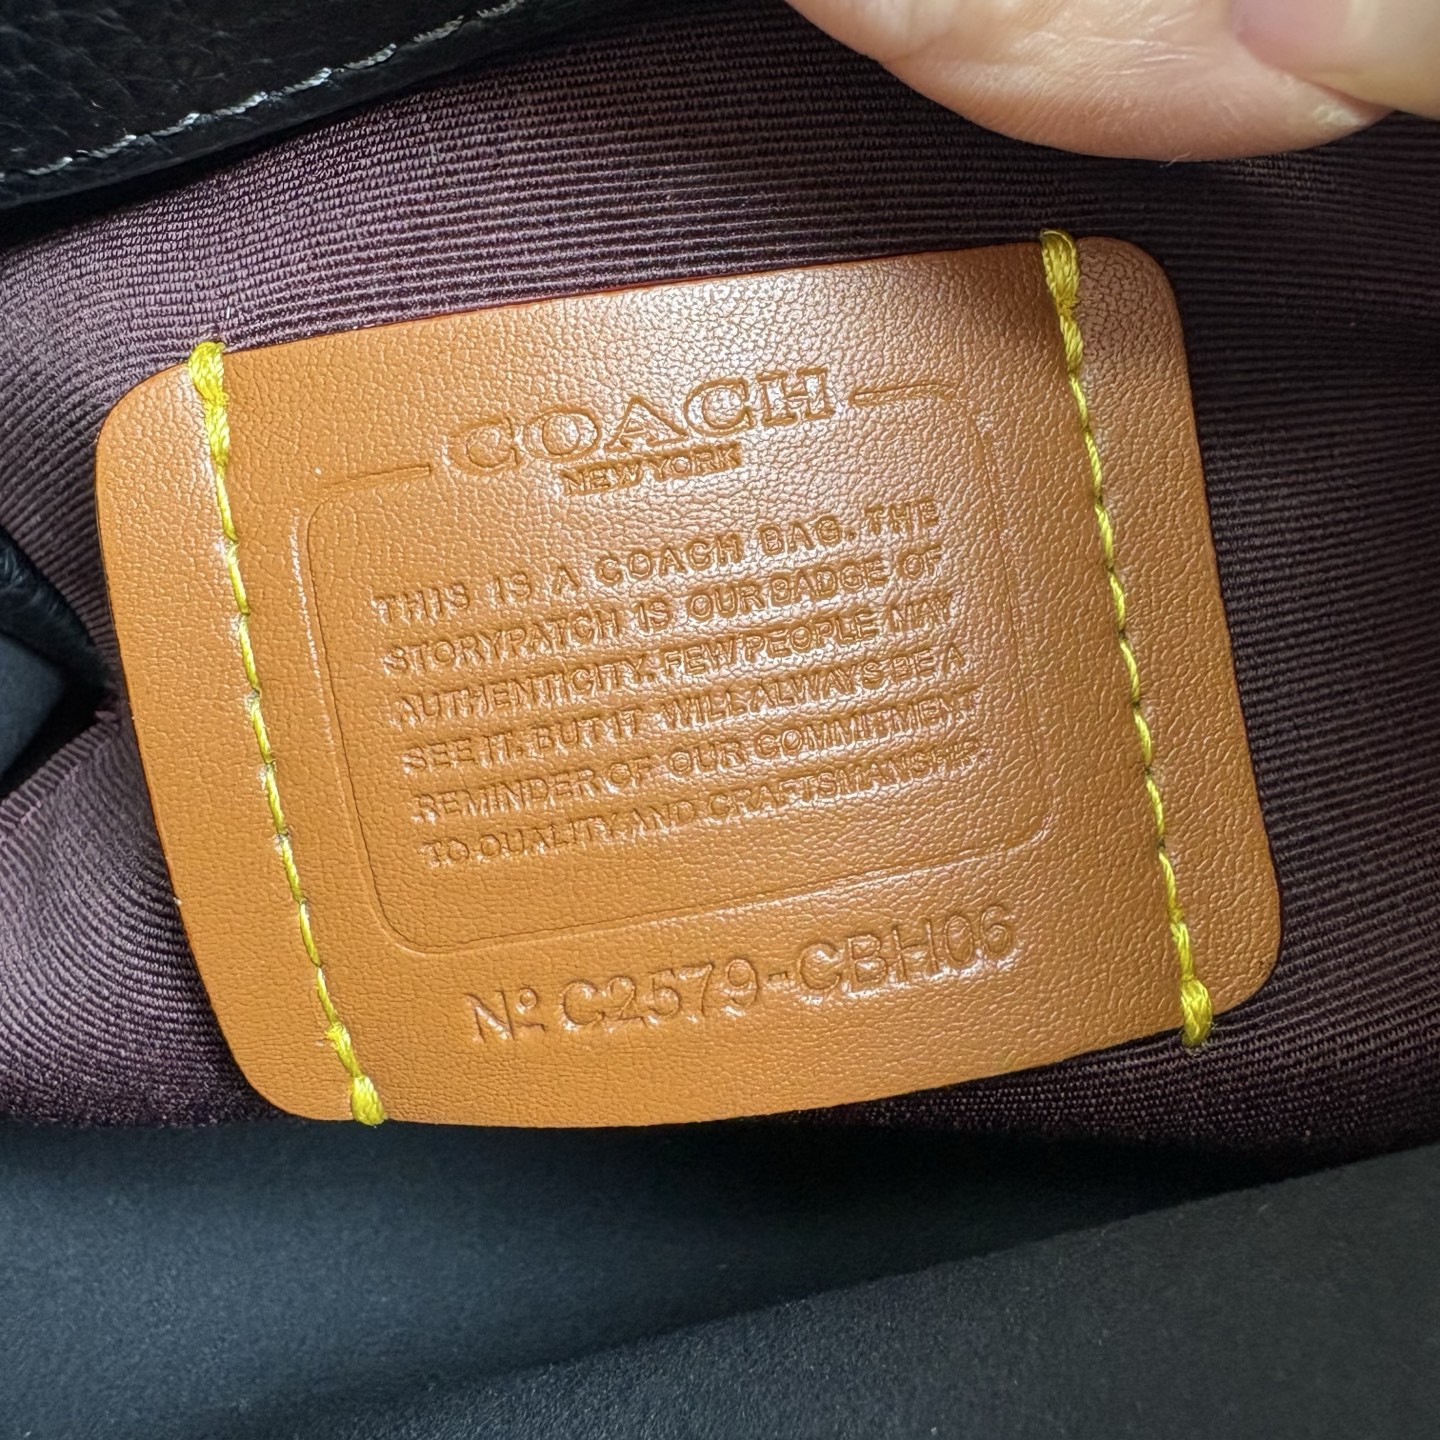 COACH
NEW YORK
THIS IS A COACH BAG. THE
STORYPATCH IS OUR BADGE OF
AUTHENTICITY. FEW PEOPLE MAY
SEE IT. BUT IT WILL ALWAYS BE A
REMINDER OF OUR COMMITMENT
TO QUALITY AND CRAFTSMANSHIP
Nº C2579-CBH06